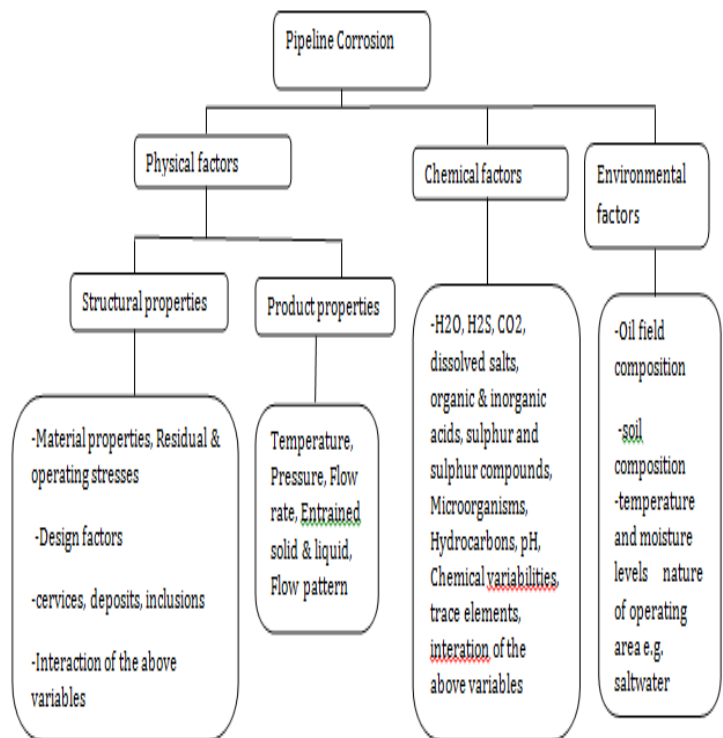 Pipeline Corrosion
Physical factors
Chemical factors
Environmental
factors
Structural properties
Product properties
-Material properties, Residual &
operating stresses
-Design factors
-cervices, deposits, inclusions
-Interaction of the above
variables
Temperature,
Pressure, Flow
rate, Entrained
solid & liquid,
Flow pattern
-H2O, H2S, CO2,
dissolved salts,
organic & inorganic
acids, sulphur and
sulphur compounds,
Microorganisms,
Hydrocarbons, pH,
Chemical variabilities,
trace elements,
interation of the
above variables
-Oil field
composition
-soil
composition
-temperature
and moisture
levels nature
of operating
area e.g.
saltwater